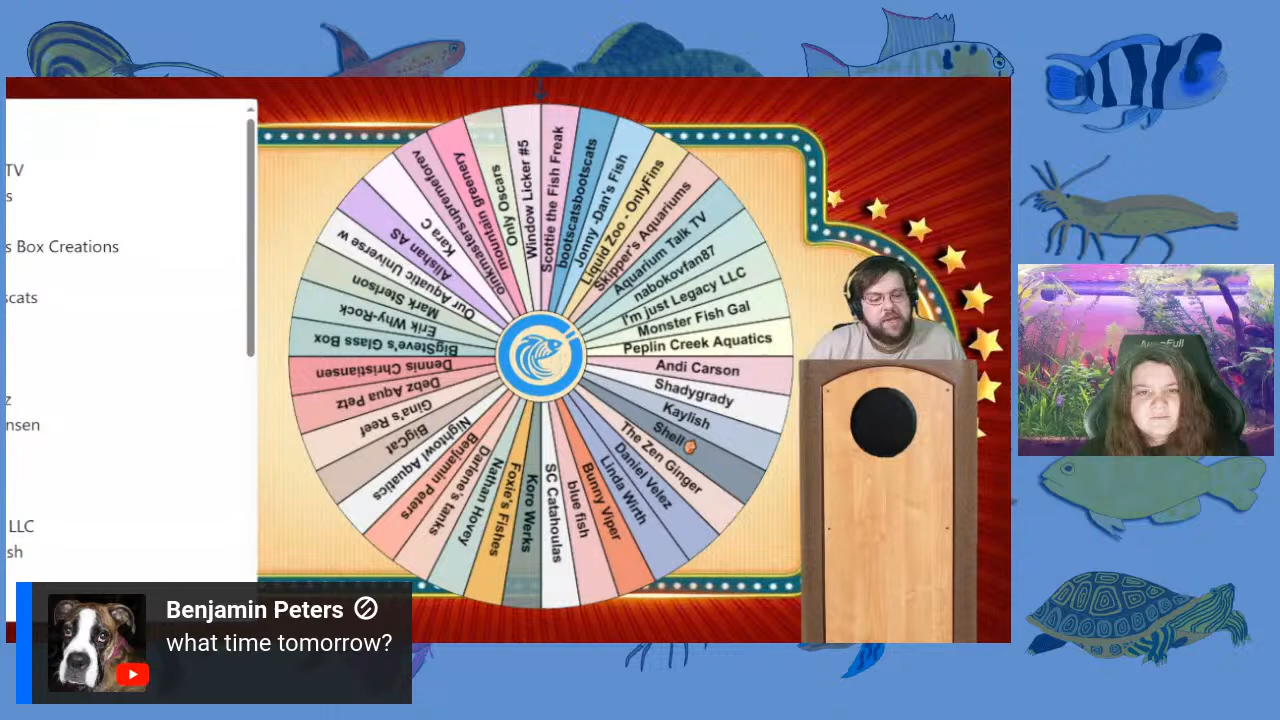 TV
s
s Box Creations
scats
z
nsen
LLC
sh
Window Licker #5
Scottie the Fish Freak
bootscatsbootscats
Jonny -Dan's Fish
Liquid Zoo - OnlyFins
Skipper's Aquariums
Aquarium Talk TV
nabokovfan87
I'm just Legacy LLC
Monster Fish Gal
Peplin Creek Aquatics
Andi Carson
Shadygrady
Kaylish
Shell
The Zen Ginger
Daniel Velez
Linda Wirth
Bunny Viper
blue fish
SC Catahoulas
Koro Werks
Foxie's Fishes
Nathan Hovey
Darlene's tanks
Benjamin Peters
Nightowl Aquatics
BigCat
Gina's Reef
Debz Aqua Petz
Dennis Christiansen
BigSteve's Glass Box
Erik Why-Rock
Mark Sterison
Our Aquatic Universe w
Alishan AS
Kara C
oinkmastersupremeforev
mountain greenery
Only Oscars
Benjamin Peters
what time tomorrow?